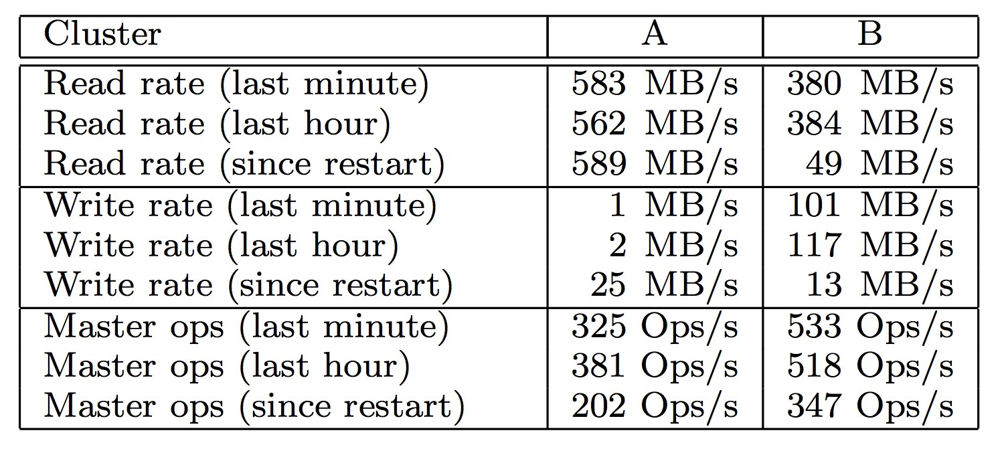 Cluster A B
Read rate (last minute) 583 MB/s 380 MB/s
Read rate (last hour) 562 MB/s 384 MB/s
Read rate (since restart) 589 MB/s 49 MB/s
Write rate (last minute) 1 MB/s 101 MB/s
Write rate (last hour) 2 MB/s 117 MB/s
Write rate (since restart) 25 MB/s 13 MB/s
Master ops (last minute) 325 Ops/s 533 Ops/s
Master ops (last hour) 381 Ops/s 518 Ops/s
Master ops (since restart) 202 Ops/s 347 Ops/s